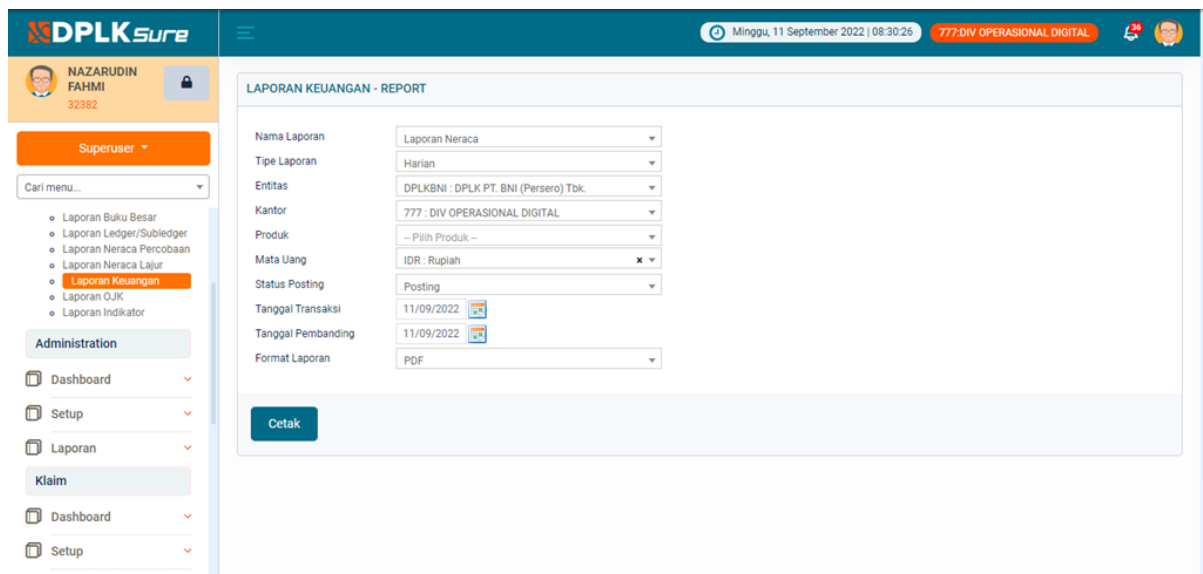 DPLKSure
Minggu, 11 September 2022 | 08:30:26
777:DIV OPERASIONAL DIGITAL
36
NAZARUDIN
FAHMI
32382
Superuser
Cari menu...
Laporan Buku Besar
Laporan Ledger/Subledger
Laporan Neraca Percobaan
Laporan Neraca Lajur
Laporan Keuangan
Laporan OJK
Laporan Indikator
Administration
Dashboard
Setup
Laporan
Klaim
Dashboard
Setup
LAPORAN KEUANGAN - REPORT
Nama Laporan Laporan Neraca
Tipe Laporan Harian
Entitas DPLKBNI : DPLK PT. BNI (Persero) Tbk.
Kantor 777 : DIV OPERASIONAL DIGITAL
Produk -- Pilih Produk --
Mata Uang IDR : Rupiah x
Status Posting Posting
Tanggal Transaksi 11/09/2022
Tanggal Pembanding 11/09/2022
Format Laporan PDF
Cetak